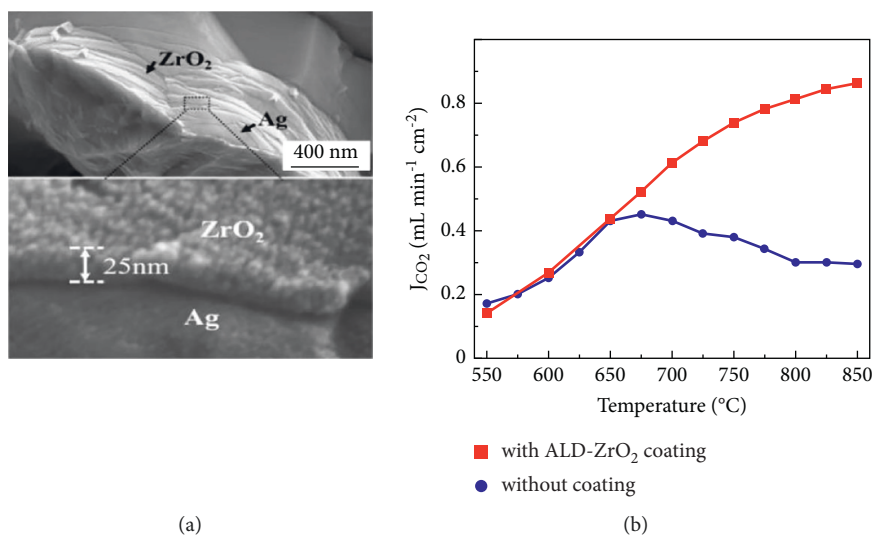 ZrO₂
Ag
400 nm
ZrO₂
25nm
Ag
(a)
J_CO₂ (mL min⁻¹ cm⁻²)
0.8
0.6
0.4
0.2
0
550 600 650 700 750 800 850
Temperature (°C)
with ALD-ZrO₂ coating
without coating
(b)